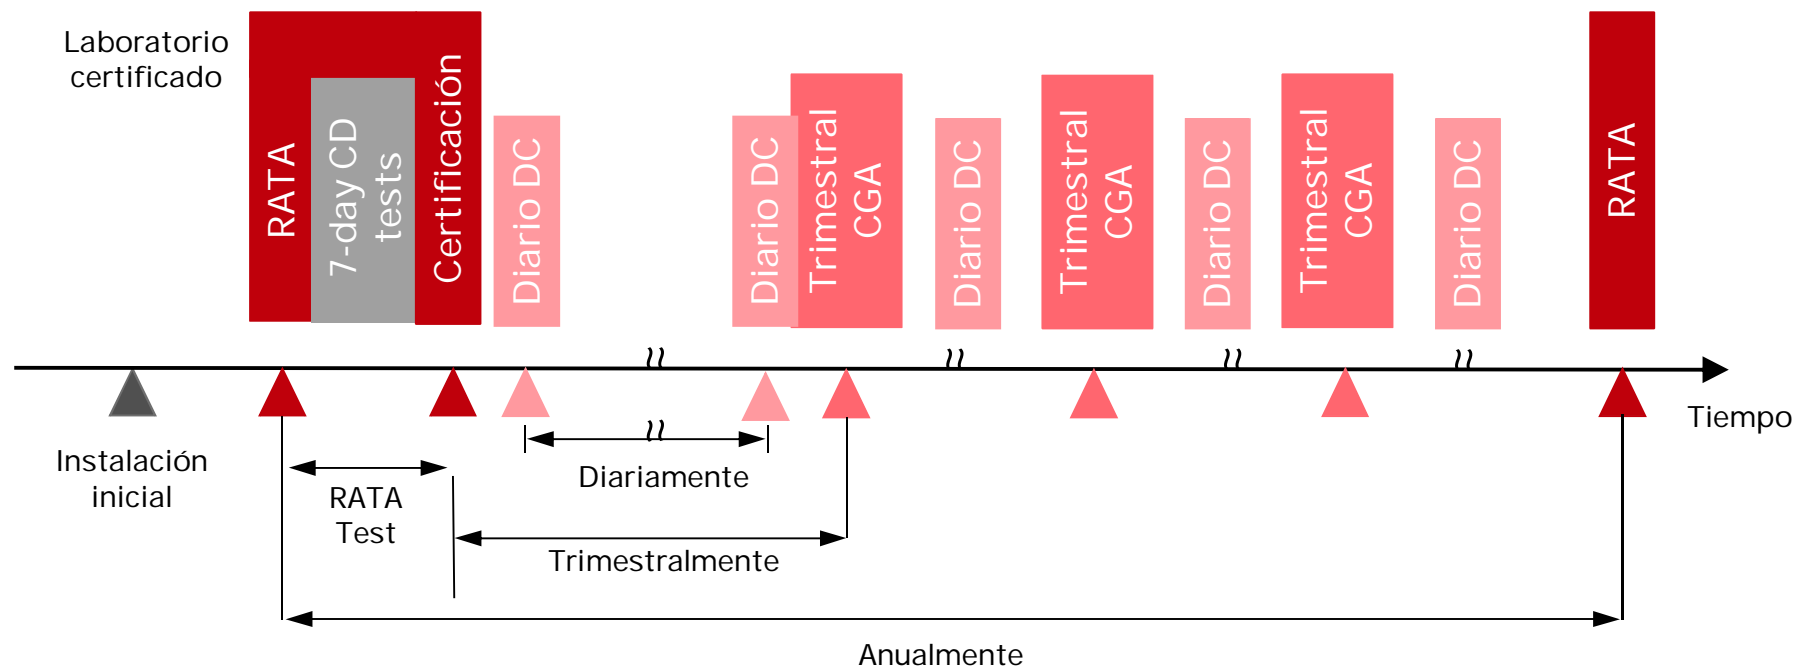 Laboratorio
certificado
RATA
7-day CD
tests
Certificación
Diario DC
Diario DC
Trimestral
CGA
Diario DC
Trimestral
CGA
Diario DC
Trimestral
CGA
Diario DC
RATA
Tiempo
Instalación
inicial
RATA
Test
Diariamente
Trimestralmente
Anualmente